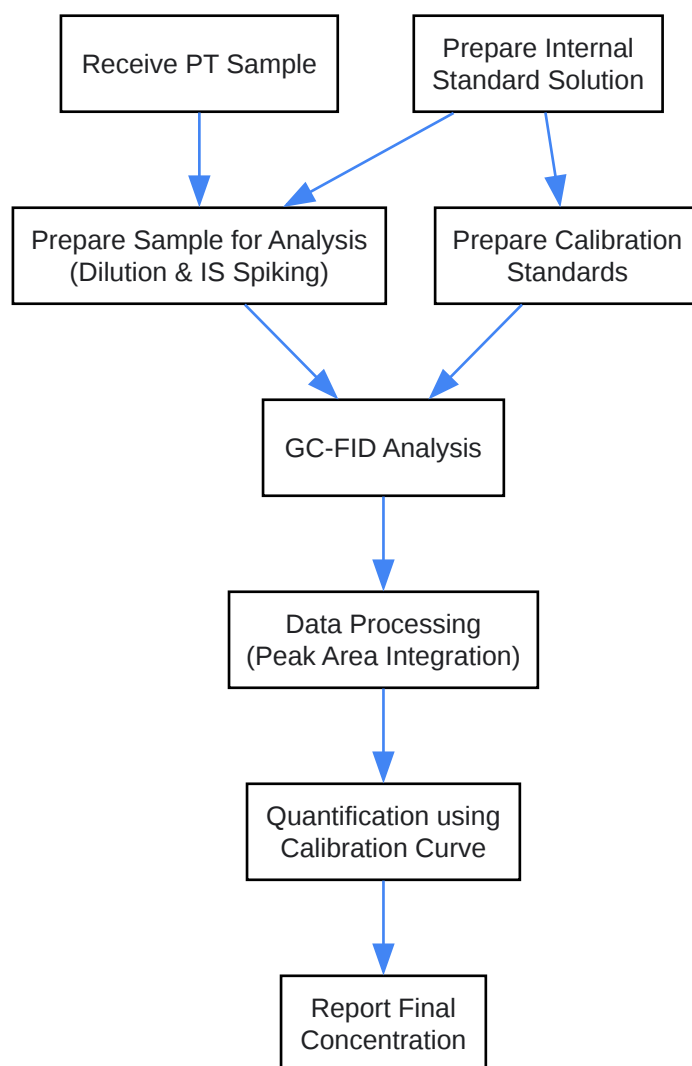 Receive PT Sample
Prepare Internal
Standard Solution
Prepare Sample for Analysis
(Dilution & IS Spiking)
Prepare Calibration
Standards
GC-FID Analysis
Data Processing
(Peak Area Integration)
Quantification using
Calibration Curve
Report Final
Concentration